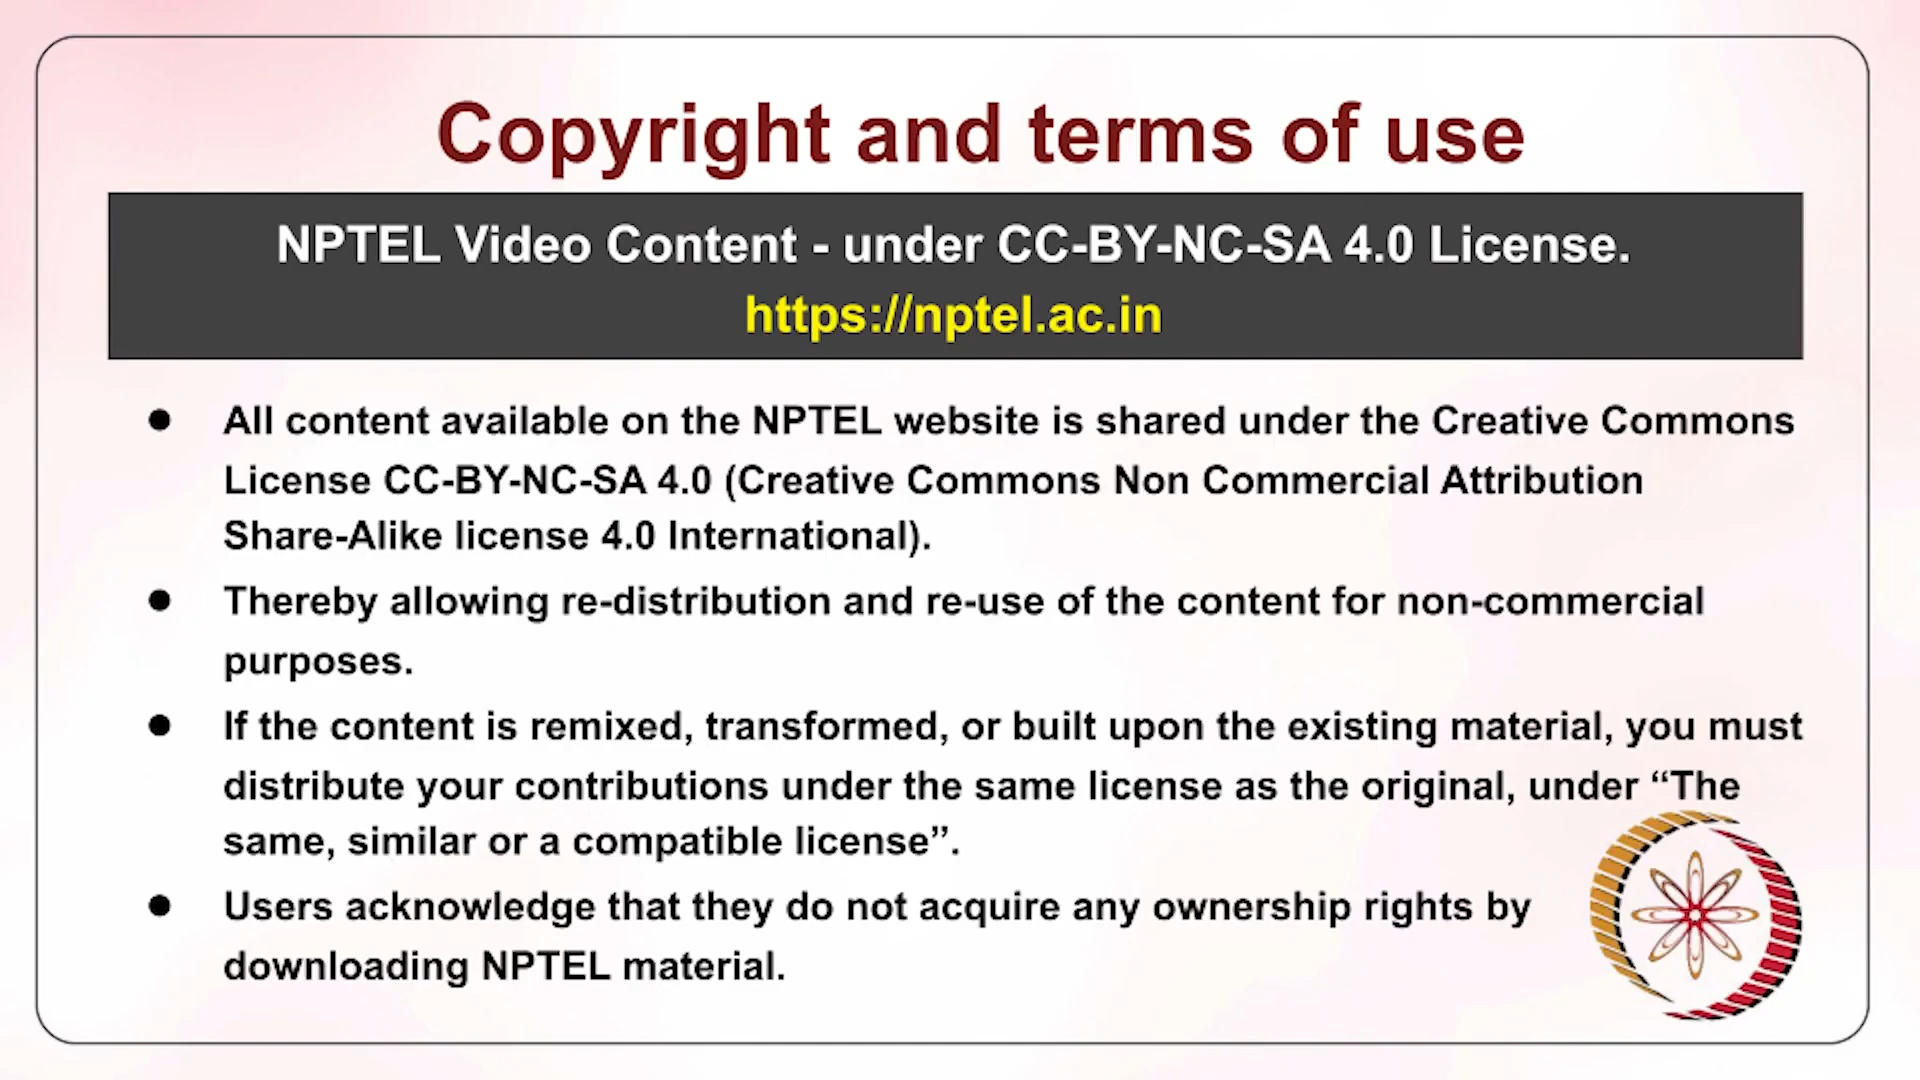 Copyright and terms of use
NPTEL Video Content - under CC-BY-NC-SA 4.0 License.
https://nptel.ac.in
● All content available on the NPTEL website is shared under the Creative Commons
License CC-BY-NC-SA 4.0 (Creative Commons Non Commercial Attribution
Share-Alike license 4.0 International).
● Thereby allowing re-distribution and re-use of the content for non-commercial
purposes.
● If the content is remixed, transformed, or built upon the existing material, you must
distribute your contributions under the same license as the original, under “The
same, similar or a compatible license”.
● Users acknowledge that they do not acquire any ownership rights by
downloading NPTEL material.